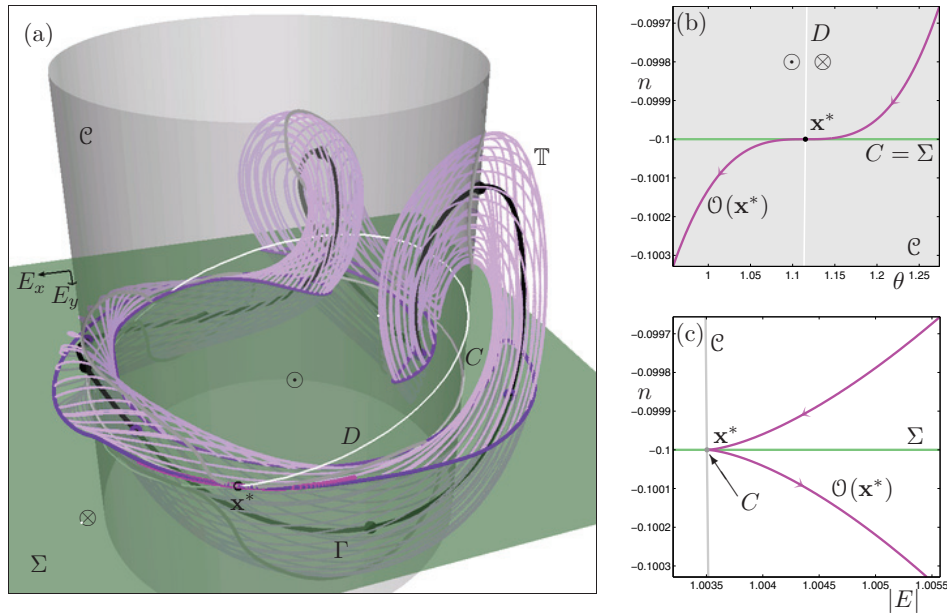 (a)
𝒞
𝕋
E_x
E_y
C
⊙
D
x*
⊗
Γ
Σ
(b)
-0.0997
D
-0.0998
⊙ ⊗
n
-0.0999
x*
-0.1
C = Σ
-0.1001
𝒪(x*)
-0.1002
-0.1003
𝒞
1 1.05 1.1 1.15 1.2 θ 1.25
(c)
𝒞
-0.0997
-0.0998
n
-0.0999
x*
Σ
-0.1
-0.1001
C
𝒪(x*)
-0.1002
-0.1003
1.0035 1.004 1.0045 1.005 1.0055
|E|